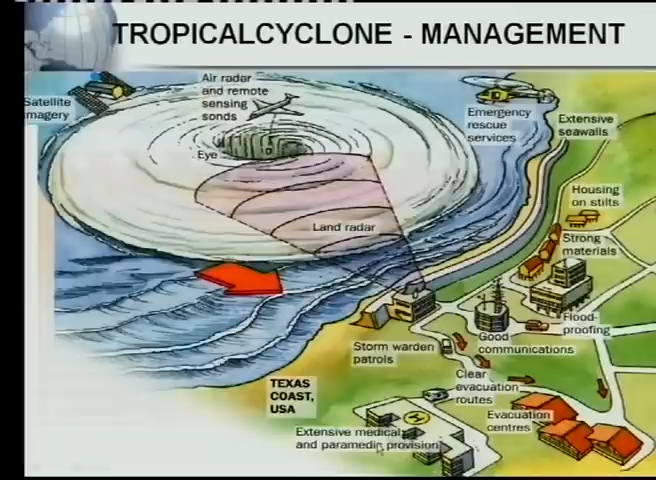 TROPICALCYCLONE - MANAGEMENT
Air radar
and remote
sensing
sonds
Satellite
imagery
Eye
Emergency
rescue
services
Extensive
seawalls
Housing
on stilts
Land radar
Strong
materials
Flood-
proofing
Good
communications
Storm warden
patrols
Clear
evacuation
routes
TEXAS
COAST,
USA
Evacuation
centres
Extensive medical
and paramedic provision
H